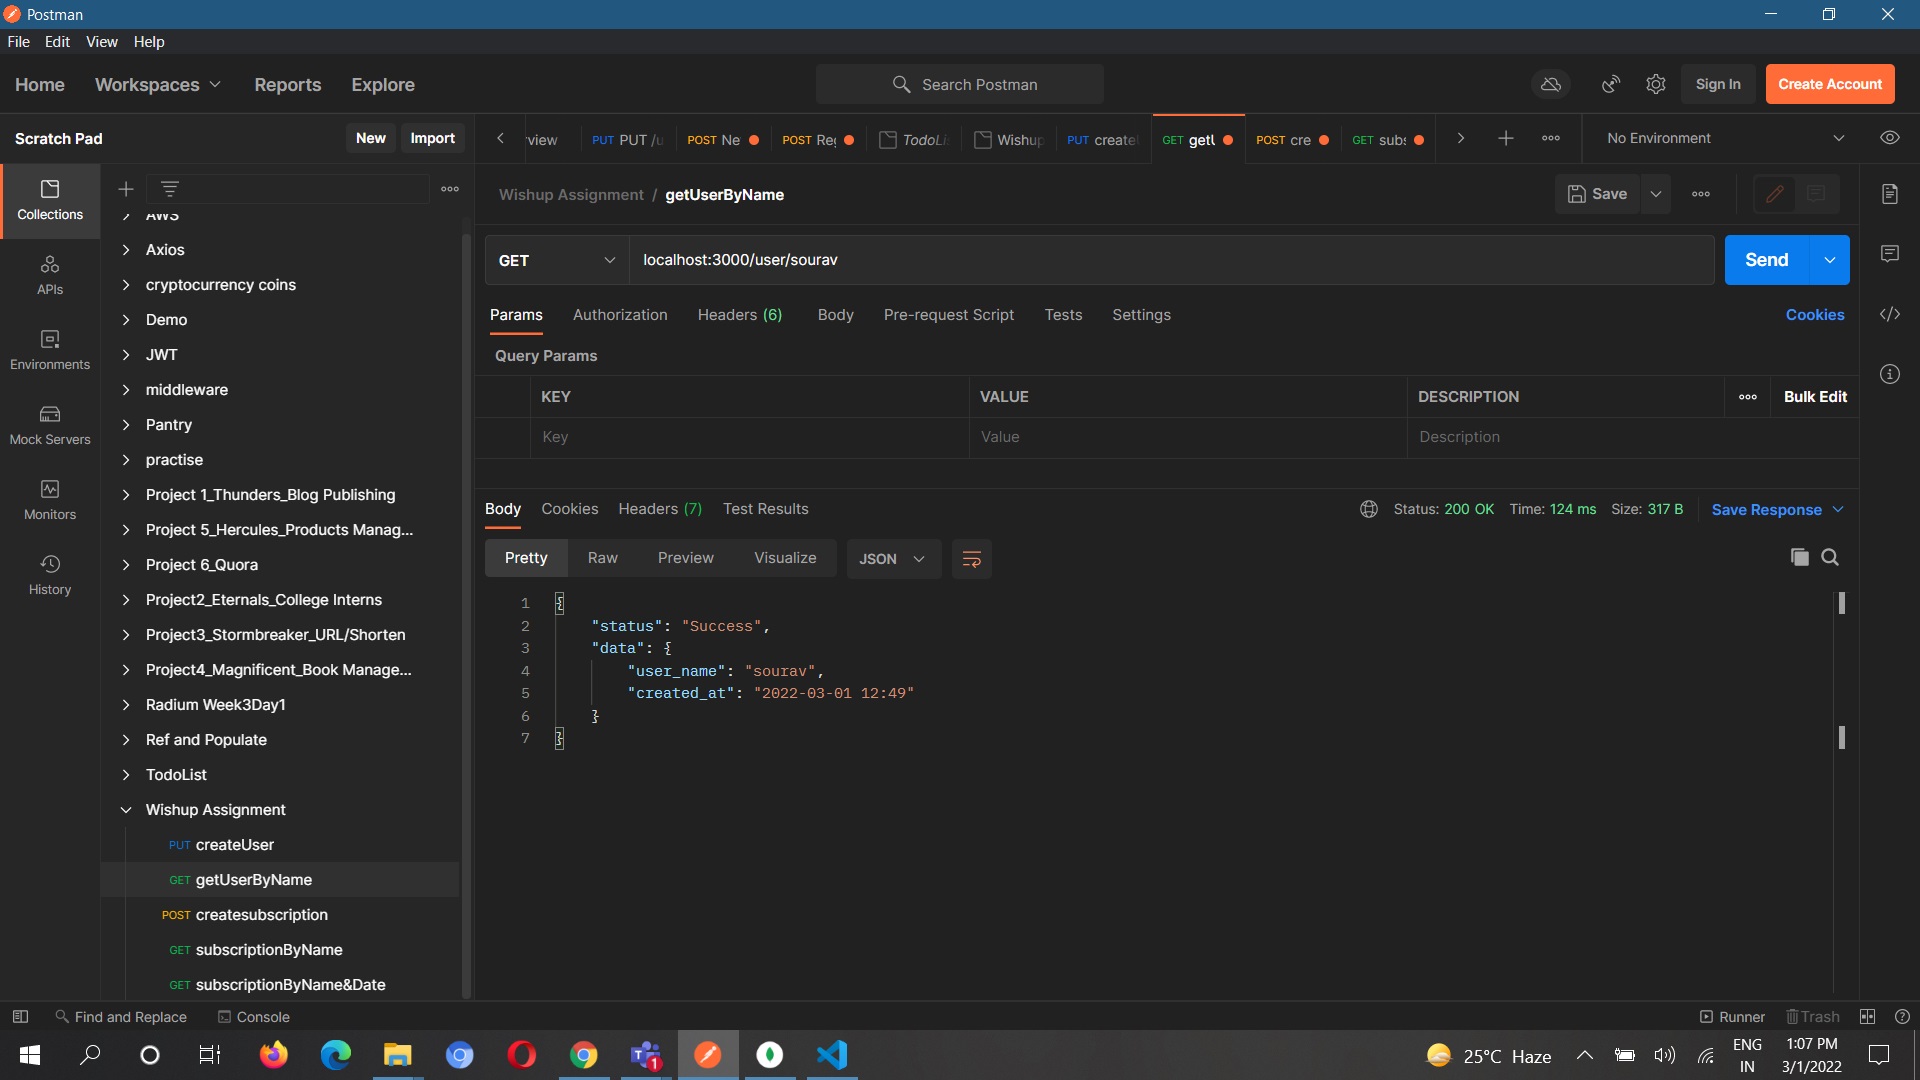 Postman
File Edit View Help
Home Workspaces Reports Explore Search Postman Sign In Create Account
Scratch Pad New Import
view PUT PUT /u POST Ne POST Re TodoLi Wishup PUT create GET getU POST cre GET subs No Environment
Collections
APIs
Environments
Mock Servers
Monitors
History
AWS
Axios
cryptocurrency coins
Demo
JWT
middleware
Pantry
practise
Project 1_Thunders_Blog Publishing
Project 5_Hercules_Products Manag...
Project 6_Quora
Project2_Eternals_College Interns
Project3_Stormbreaker_URL/Shorten
Project4_Magnificent_Book Manage...
Radium Week3Day1
Ref and Populate
TodoList
Wishup Assignment
PUT createUser
GET getUserByName
POST createsubscription
GET subscriptionByName
GET subscriptionByName&Date
Wishup Assignment / getUserByName Save
GET localhost:3000/user/sourav Send
Params Authorization Headers (6) Body Pre-request Script Tests Settings Cookies
Query Params
KEY VALUE DESCRIPTION Bulk Edit
Key Value Description
Body Cookies Headers (7) Test Results Status: 200 OK Time: 124 ms Size: 317 B Save Response
Pretty Raw Preview Visualize JSON
1 {
2 "status": "Success",
3 "data": {
4 "user_name": "sourav",
5 "created_at": "2022-03-01 12:49"
6 }
7 }
Find and Replace Console Runner Trash
1 25°C Haze ENG IN 1:07 PM 3/1/2022